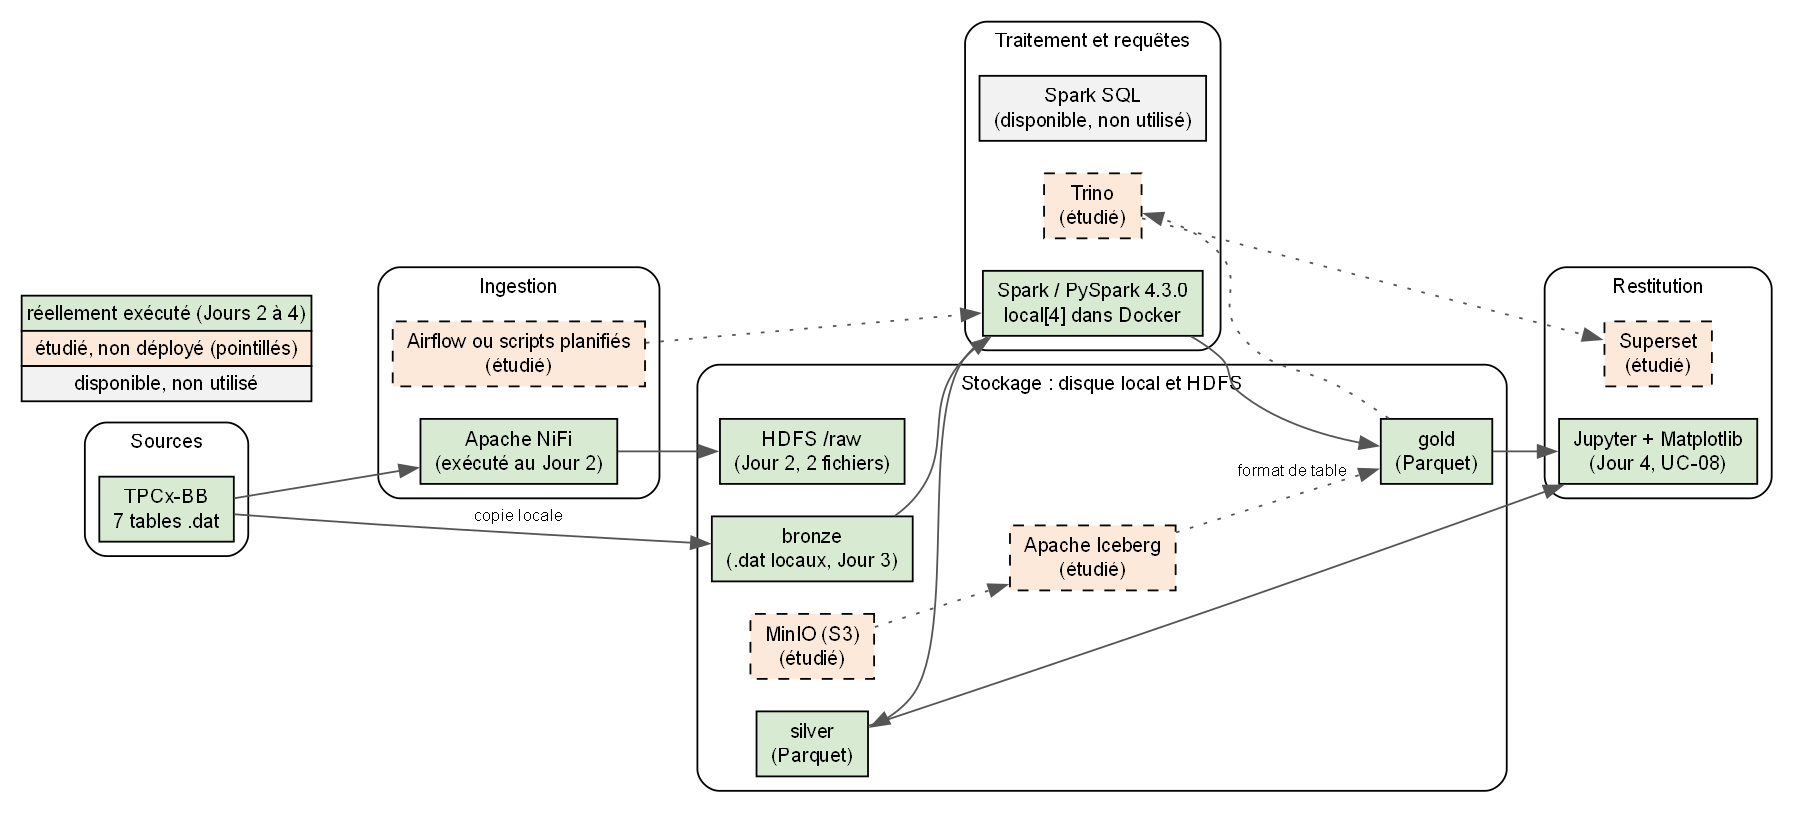 Traitement et requêtes
Spark SQL
(disponible, non utilisé)
Trino
(étudié)
Spark / PySpark 4.3.0
local[4] dans Docker
réellement exécuté (Jours 2 à 4)
étudié, non déployé (pointillés)
disponible, non utilisé
Sources
TPCx-BB
7 tables .dat
Ingestion
Airflow ou scripts planifiés
(étudié)
Apache NiFi
(exécuté au Jour 2)
copie locale
Stockage : disque local et HDFS
HDFS /raw
(Jour 2, 2 fichiers)
bronze
(.dat locaux, Jour 3)
MinIO (S3)
(étudié)
silver
(Parquet)
Apache Iceberg
(étudié)
format de table
gold
(Parquet)
Restitution
Superset
(étudié)
Jupyter + Matplotlib
(Jour 4, UC-08)